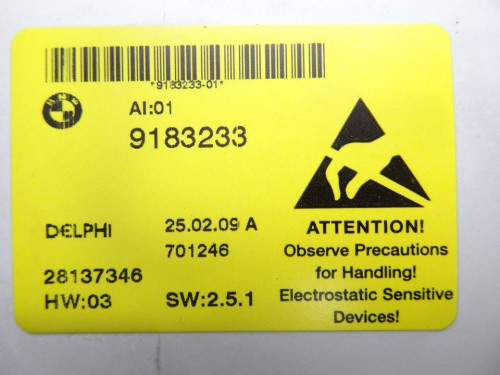 *9183233-01*
AI:01
9183233
DELPHI
25.02.09 A
701246
28137346
HW:03
SW:2.5.1
ATTENTION!
Observe Precautions
for Handling!
Electrostatic Sensitive
Devices!